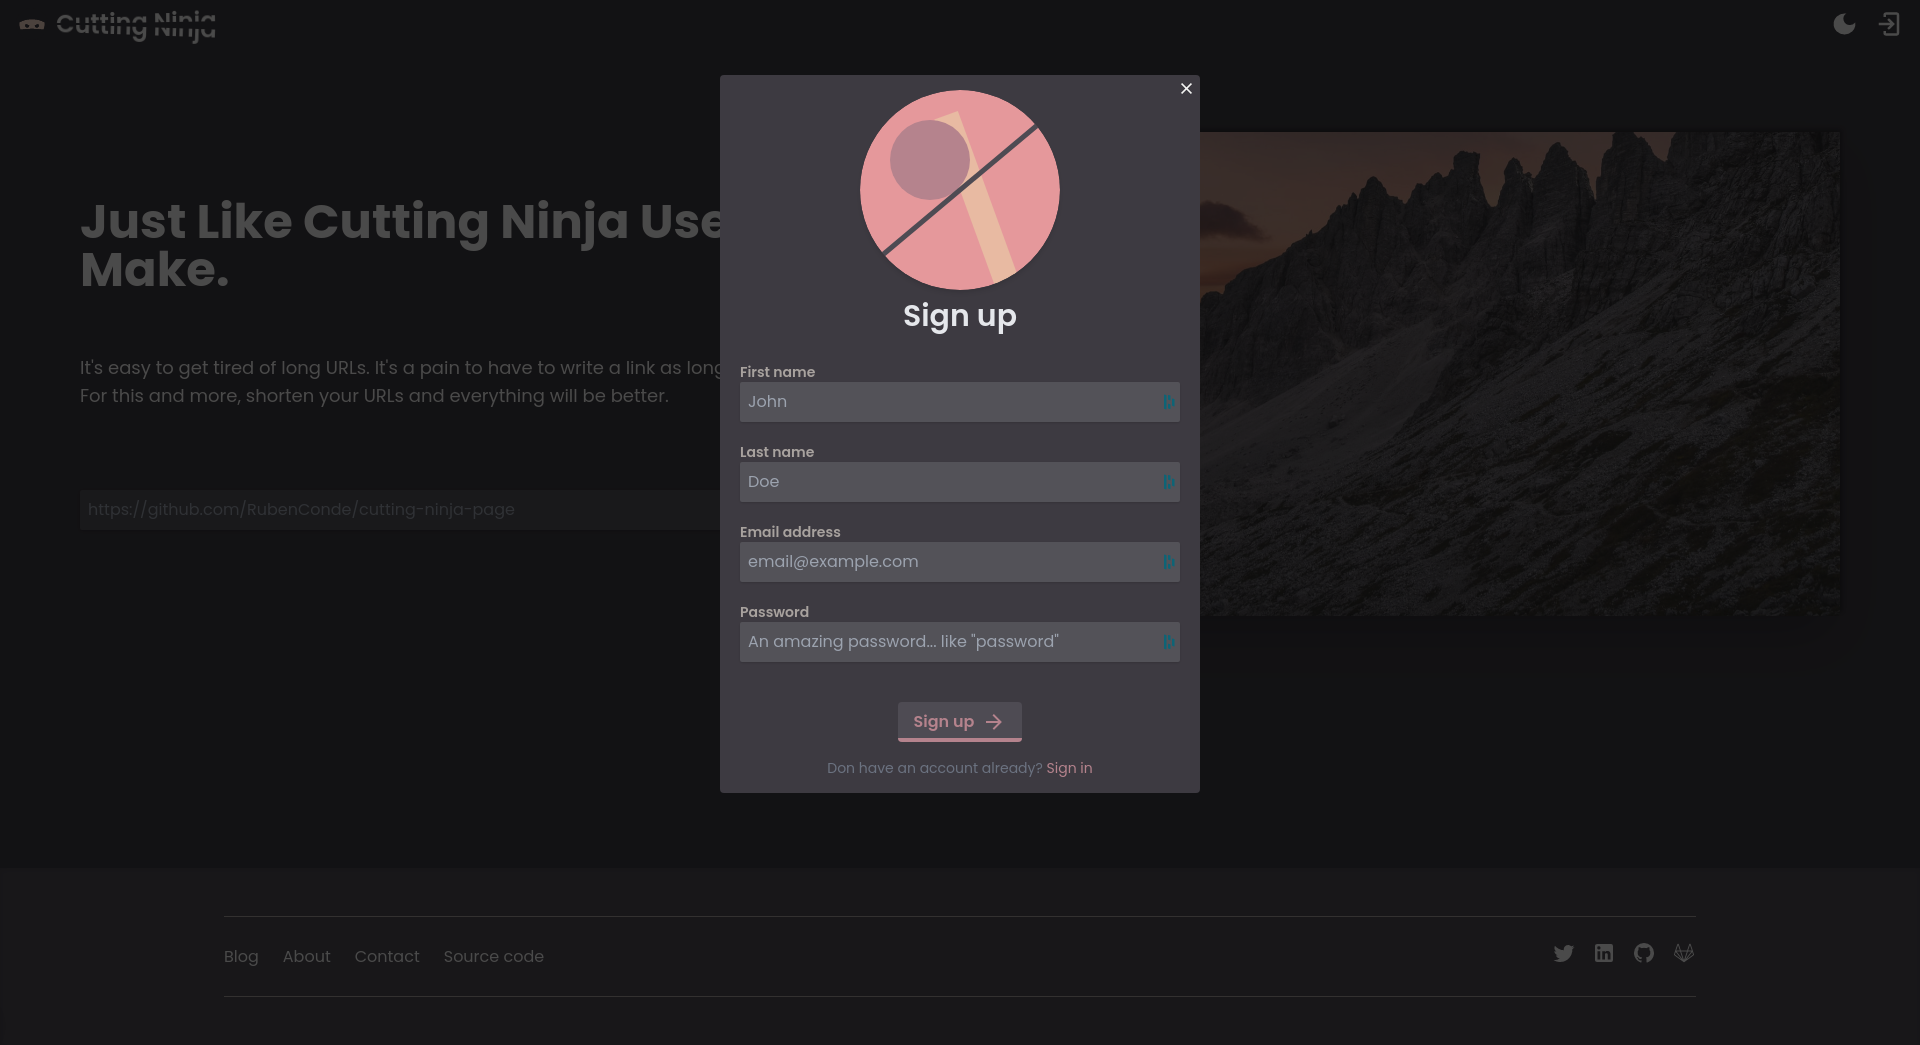 Cutting Ninja
Just Like Cutting Ninja Use
Make.
It's easy to get tired of long URLs. It's a pain to have to write a link as long
For this and more, shorten your URLs and everything will be better.
https://github.com/RubenConde/cutting-ninja-page
Sign up
First name
John
Last name
Doe
Email address
email@example.com
Password
An amazing password... like "password"
Sign up
Don have an account already? Sign in
Blog About Contact Source code